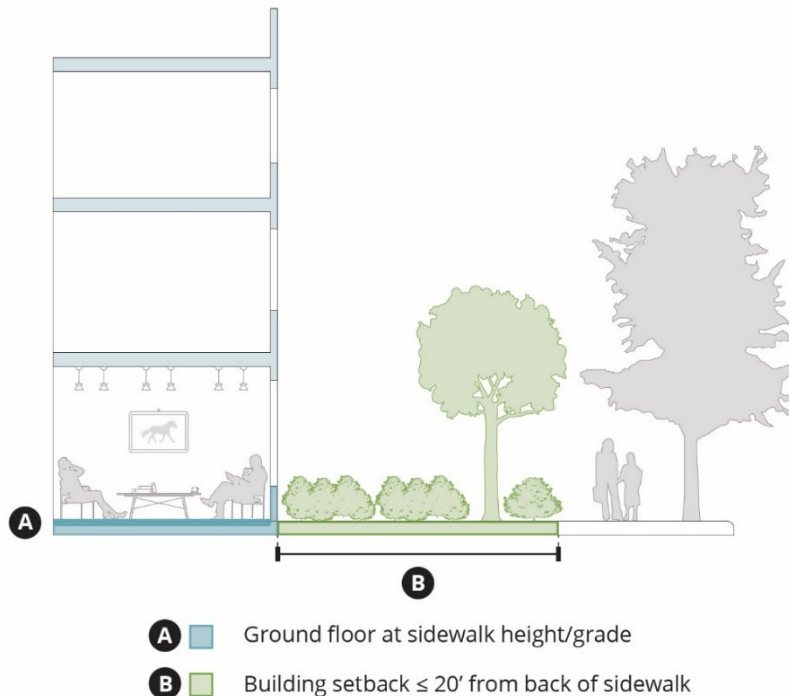 A
B
A Ground floor at sidewalk height/grade
B Building setback ≤ 20’ from back of sidewalk